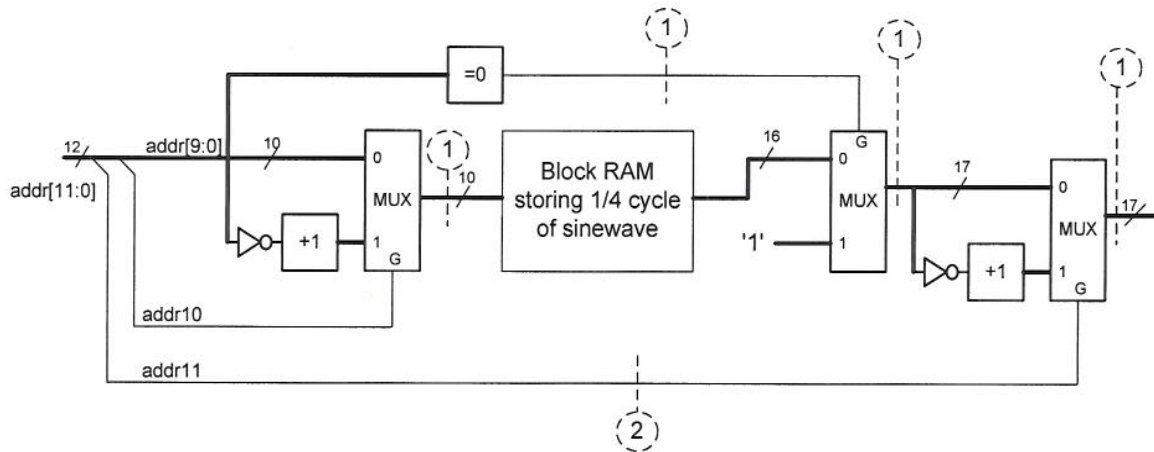 1
1
1
=0
12
addr[9:0]
10
addr[11:0]
0
MUX
1
G
1
10
Block RAM
storing 1/4 cycle
of sinewave
16
G
0
MUX
1
'1'
17
0
MUX
1
G
17
+1
+1
addr10
addr11
2